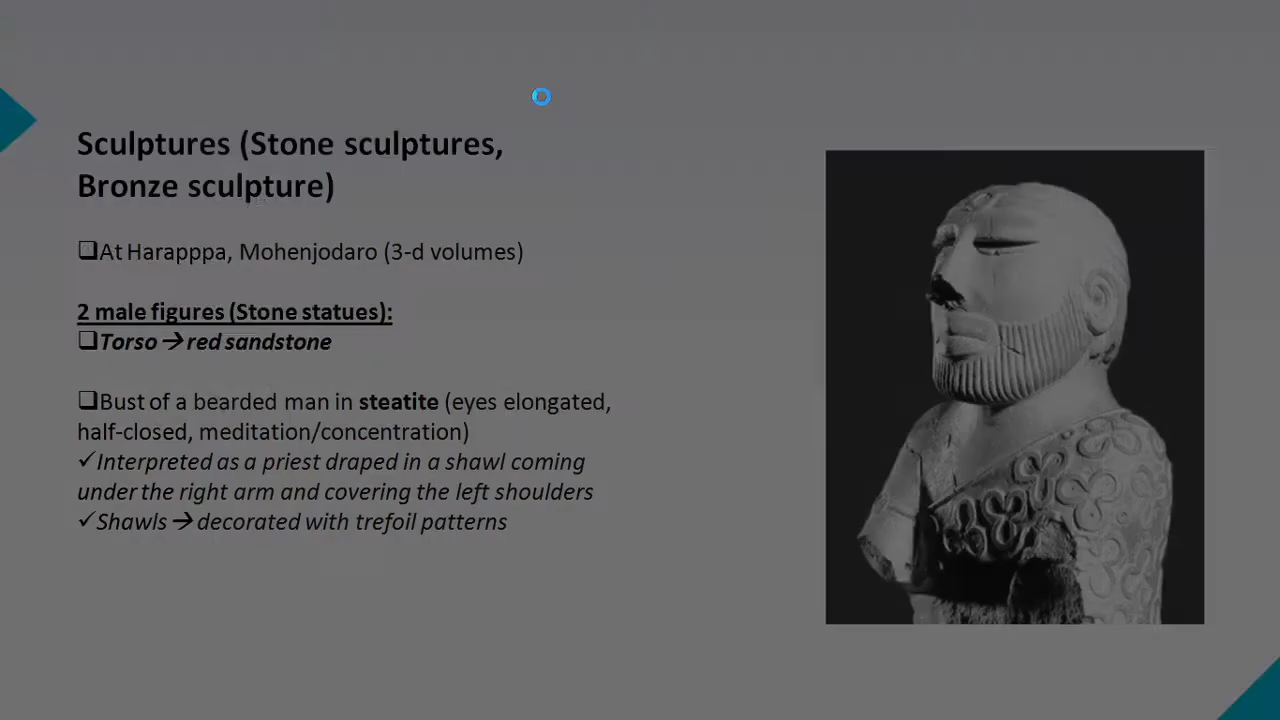 Sculptures (Stone sculptures,
Bronze sculpture)
❑At Harapppa, Mohenjodaro (3-d volumes)
2 male figures (Stone statues):
❑Torso → red sandstone
❑Bust of a bearded man in steatite (eyes elongated,
half-closed, meditation/concentration)
✓Interpreted as a priest draped in a shawl coming
under the right arm and covering the left shoulders
✓Shawls → decorated with trefoil patterns